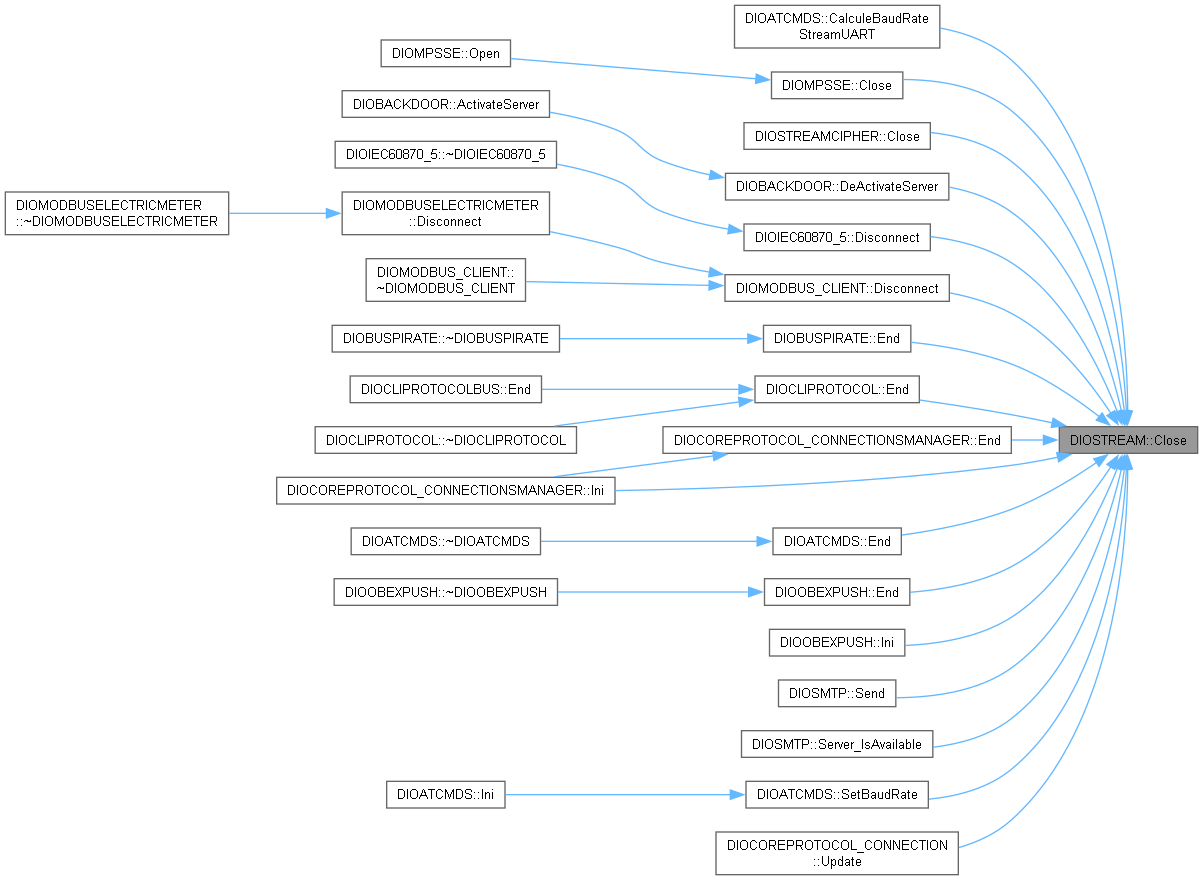 DIOATCMDS::CalculeBaudRate
StreamUART
DIOMPSSE::Open
DIOMPSSE::Close
DIOBACKDOOR::ActivateServer
DIOSTREAMCIPHER::Close
DIOIEC60870_5::~DIOIEC60870_5
DIOBACKDOOR::DeActivateServer
DIOMODBUSELECTRICMETER
::~DIOMODBUSELECTRICMETER
DIOMODBUSELECTRICMETER
::Disconnect
DIOIEC60870_5::Disconnect
DIOMODBUS_CLIENT::
~DIOMODBUS_CLIENT
DIOMODBUS_CLIENT::Disconnect
DIOBUSPIRATE::~DIOBUSPIRATE
DIOBUSPIRATE::End
DIOCLIPROTOCOLBUS::End
DIOCLIPROTOCOL::End
DIOCLIPROTOCOL::~DIOCLIPROTOCOL
DIOCOREPROTOCOL_CONNECTIONSMANAGER::End
DIOSTREAM::Close
DIOCOREPROTOCOL_CONNECTIONSMANAGER::Ini
DIOATCMDS::~DIOATCMDS
DIOATCMDS::End
DIOOBEXPUSH::~DIOOBEXPUSH
DIOOBEXPUSH::End
DIOOBEXPUSH::Ini
DIOSMTP::Send
DIOSMTP::Server_IsAvailable
DIOATCMDS::Ini
DIOATCMDS::SetBaudRate
DIOCOREPROTOCOL_CONNECTION
::Update